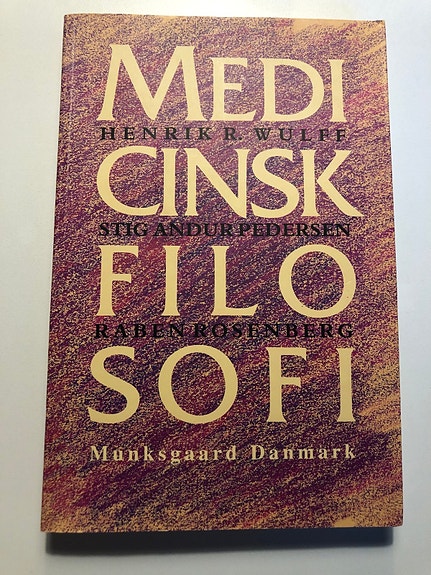 MEDI
HENRIK R. WULFF
CINSK
STIG ANDUR PEDERSEN
FILO
RABEN ROSENBERG
SOFI
Munksgaard Danmark